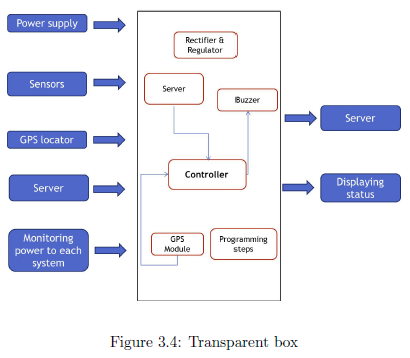 Power supply
Sensors
GPS locator
Server
Monitoring
power to each
system
Rectifier &
Regulator
Server
IBuzzer
Controller
GPS
Module
Programming
steps
Server
Displaying
status
Figure 3.4: Transparent box